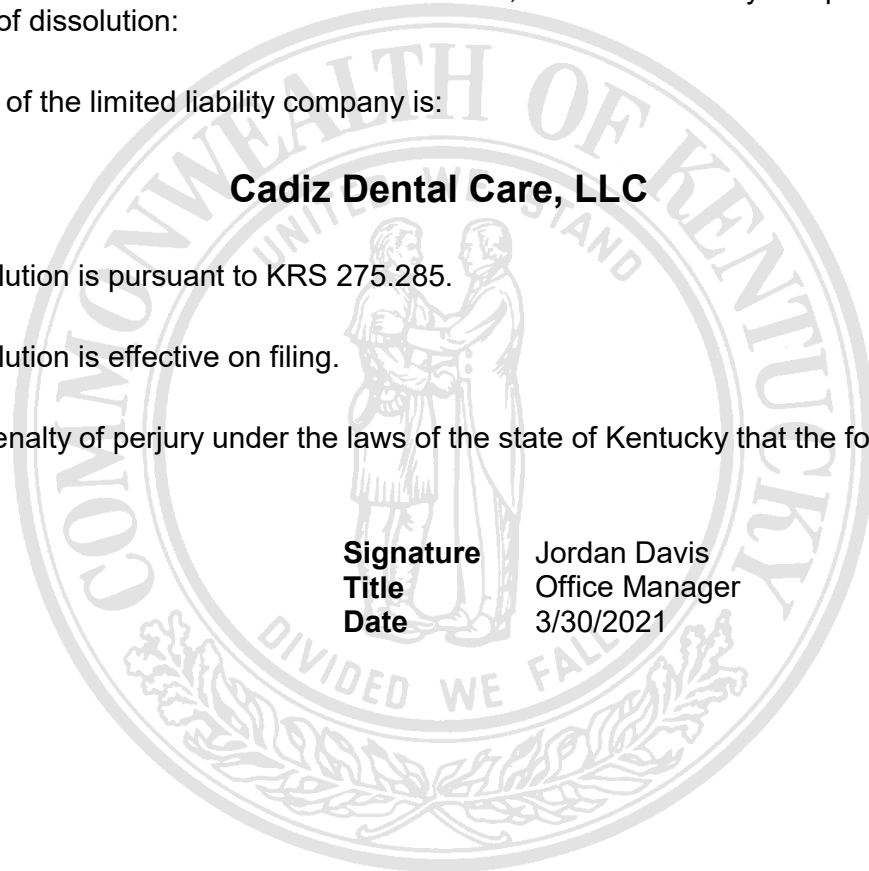 of dissolution:
of the limited liability company is:
COMMONWEALTH OF KENTUCKY
UNITED WE STAND
Cadiz Dental Care, LLC
lution is pursuant to KRS 275.285.
lution is effective on filing.
enalty of perjury under the laws of the state of Kentucky that the fo
Signature Jordan Davis
Title Office Manager
Date 3/30/2021
DIVIDED WE FALL